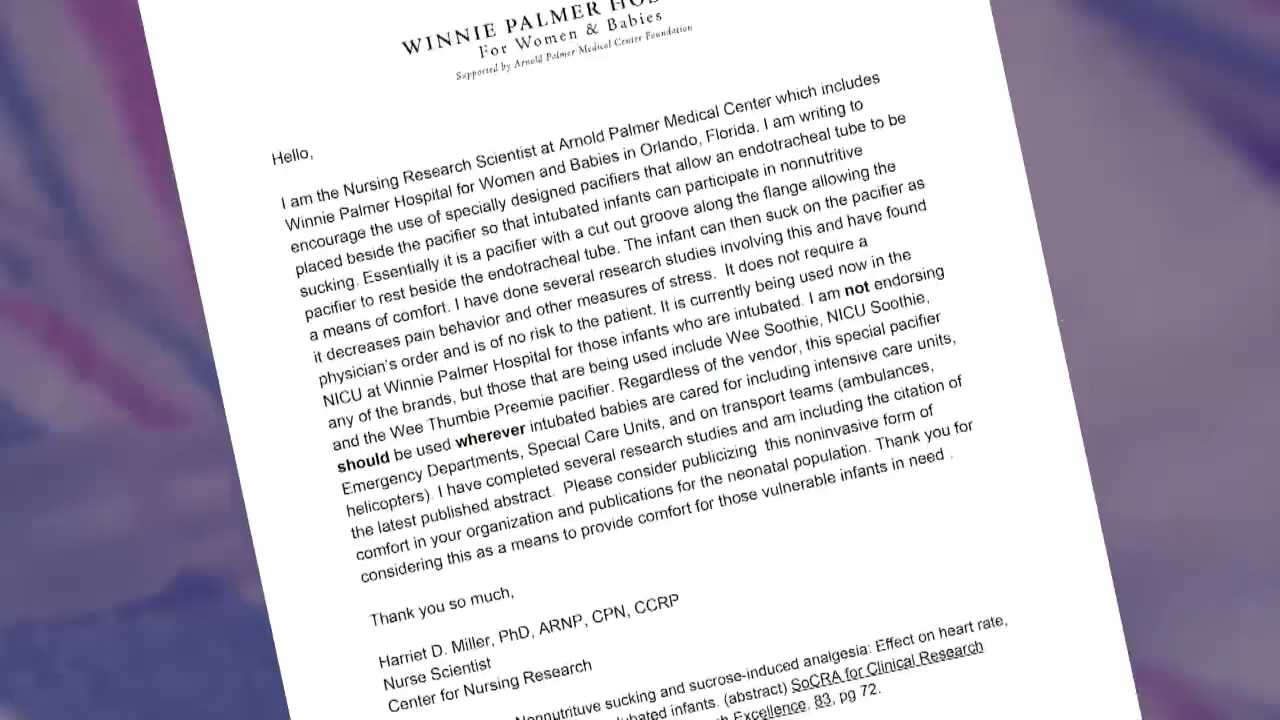 WINNIE PALMER
For Women & Babies
Supported by Arnold Palmer Medical Center Foundation
Hello,
I am the Nursing Research Scientist at Arnold Palmer Medical Center which includes
Winnie Palmer Hospital for Women and Babies in Orlando, Florida. I am writing to
encourage the use of specially designed pacifiers that allow an endotracheal tube to be
placed beside the pacifier so that intubated infants can participate in nonnutritive
sucking. Essentially it is a pacifier with a cut out groove along the flange allowing the
pacifier to rest beside the endotracheal tube. The infant can then suck on the pacifier as
a means of comfort. I have done several research studies involving this and have found
it decreases pain behavior and other measures of stress. It does not require a
physician's order and is of no risk to the patient. It is currently being used now in the
NICU at Winnie Palmer Hospital for those infants who are intubated. I am not endorsing
any of the brands, but those that are being used include Wee Soothie, NICU Soothie,
and the Wee Thumbie Preemie pacifier. Regardless of the vendor, this special pacifier
should be used wherever intubated babies are cared for including intensive care units,
Emergency Departments, Special Care Units, and on transport teams (ambulances,
helicopters). I have completed several research studies and am including the citation of
the latest published abstract. Please consider publicizing this noninvasive form of
comfort in your organization and publications for the neonatal population. Thank you for
considering this as a means to provide comfort for those vulnerable infants in need .
Thank you so much,
Harriet D. Miller, PhD, ARNP, CPN, CCRP
Nurse Scientist
Center for Nursing Research
Nonnutrituve sucking and sucrose-induced analgesia: Effect on heart rate,
infants. (abstract) SoCRA for Clinical Research
Excellence, 83, pg 72.